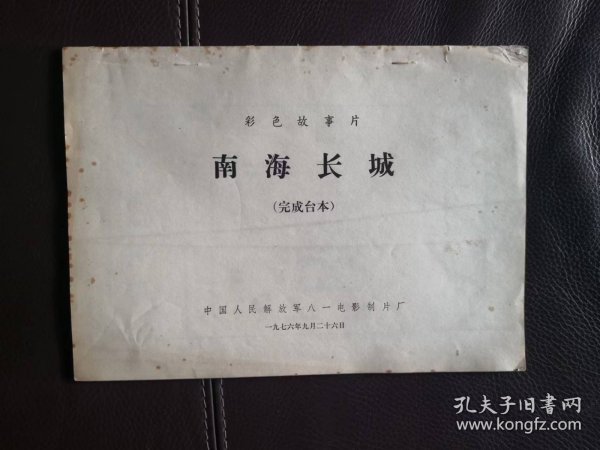 彩色故事片
南海长城
（完成台本）
中国人民解放军八一电影制片厂
一九七六年九月二十六日
孔夫子旧書网
www.kongfz.com